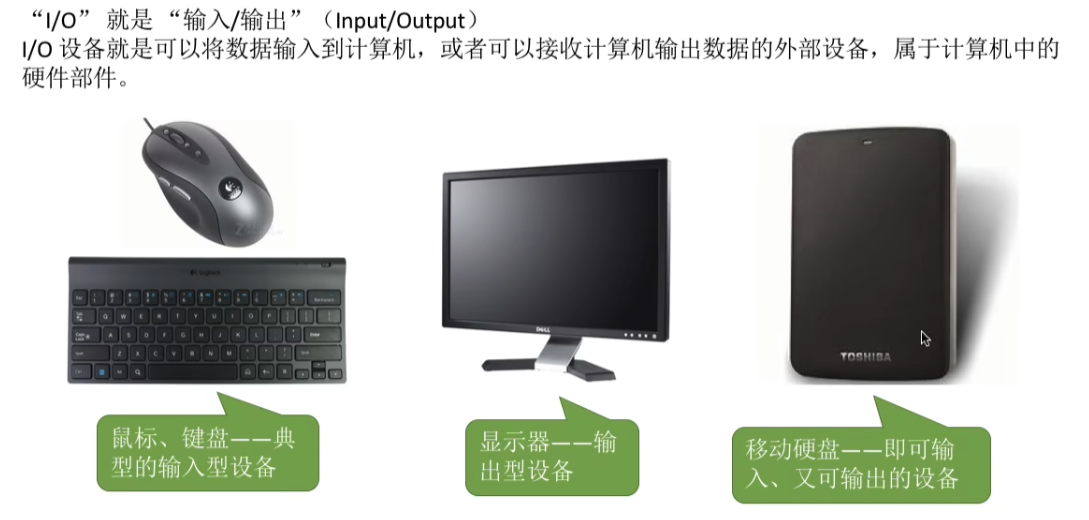 “I/O” 就是 “输入/输出” （Input/Output）
I/O 设备就是可以将数据输入到计算机，或者可以接收计算机输出数据的外部设备，属于计算机中的
硬件部件。
Logitech
DELL
TOSHIBA
鼠标、键盘——典
型的输入型设备
显示器——输
出型设备
移动硬盘——即可输
入、又可输出的设备